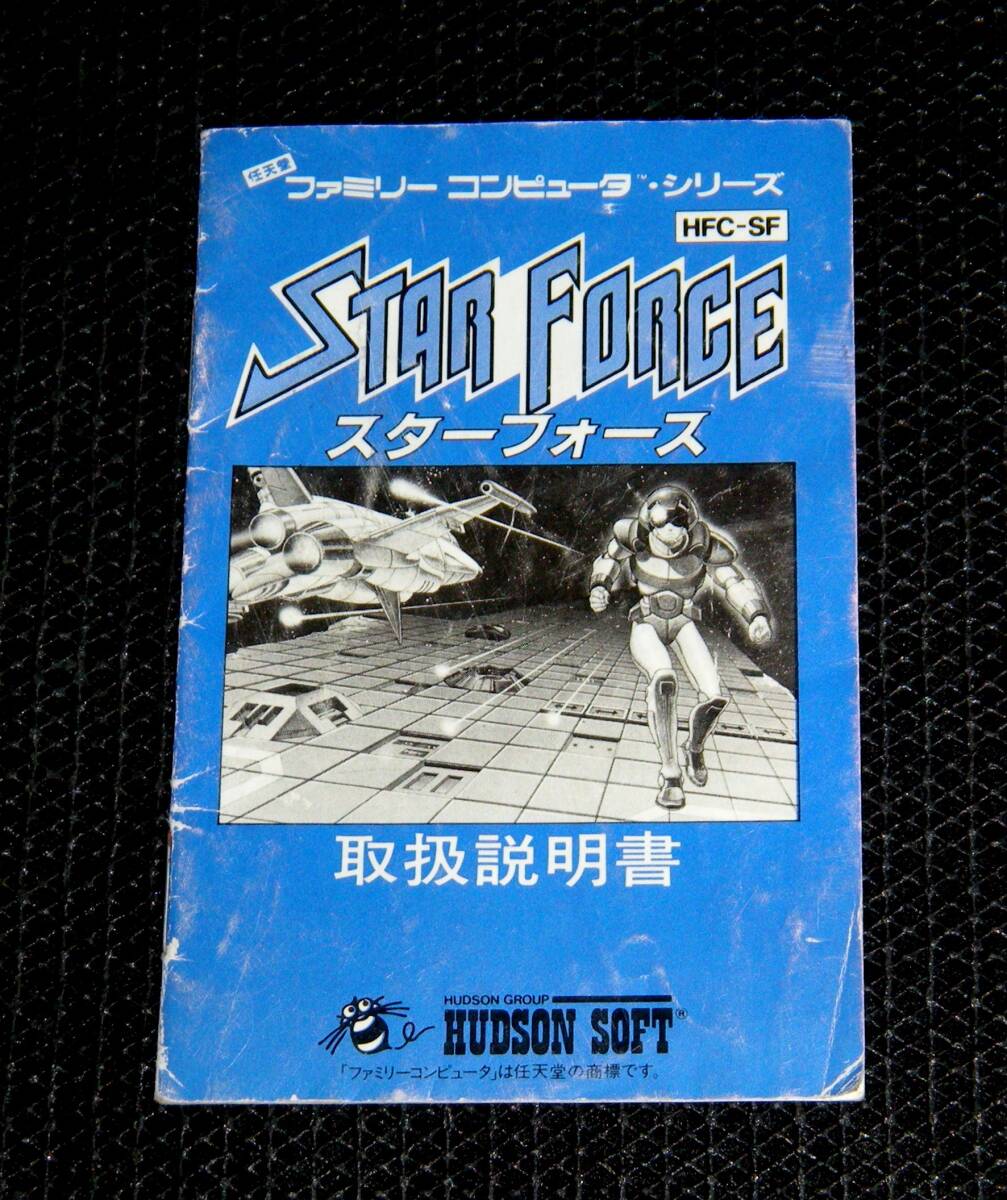 任天堂
ファミリー コンピュータ™・シリーズ
HFC-SF
STAR FORCE
スターフォース
取扱説明書
HUDSON GROUP
HUDSON SOFT®
「ファミリーコンピュータ」は任天堂の商標です。